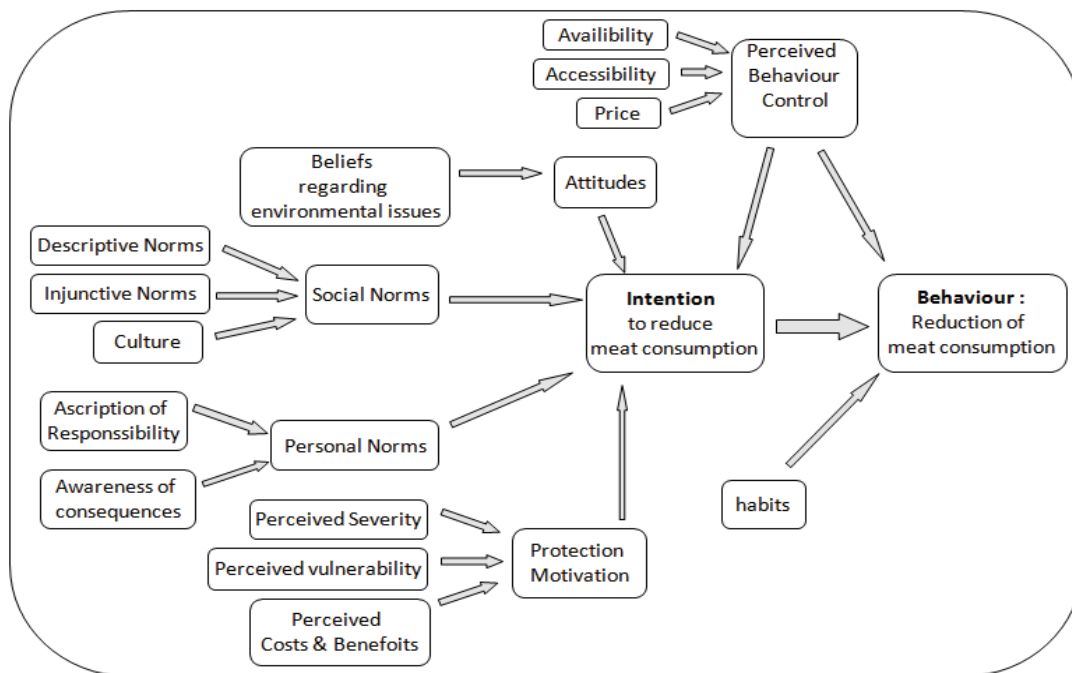 Availibility
Accessibility
Price
Perceived
Behaviour
Control
Beliefs
regarding
environmental issues
Attitudes
Descriptive Norms
Injunctive Norms
Culture
Social Norms
Intention
to reduce
meat consumption
Behaviour :
Reduction of
meat consumption
Ascription of
Responssibility
Awareness of
consequences
Personal Norms
habits
Perceived Severity
Perceived vulnerability
Perceived
Costs & Benefoits
Protection
Motivation